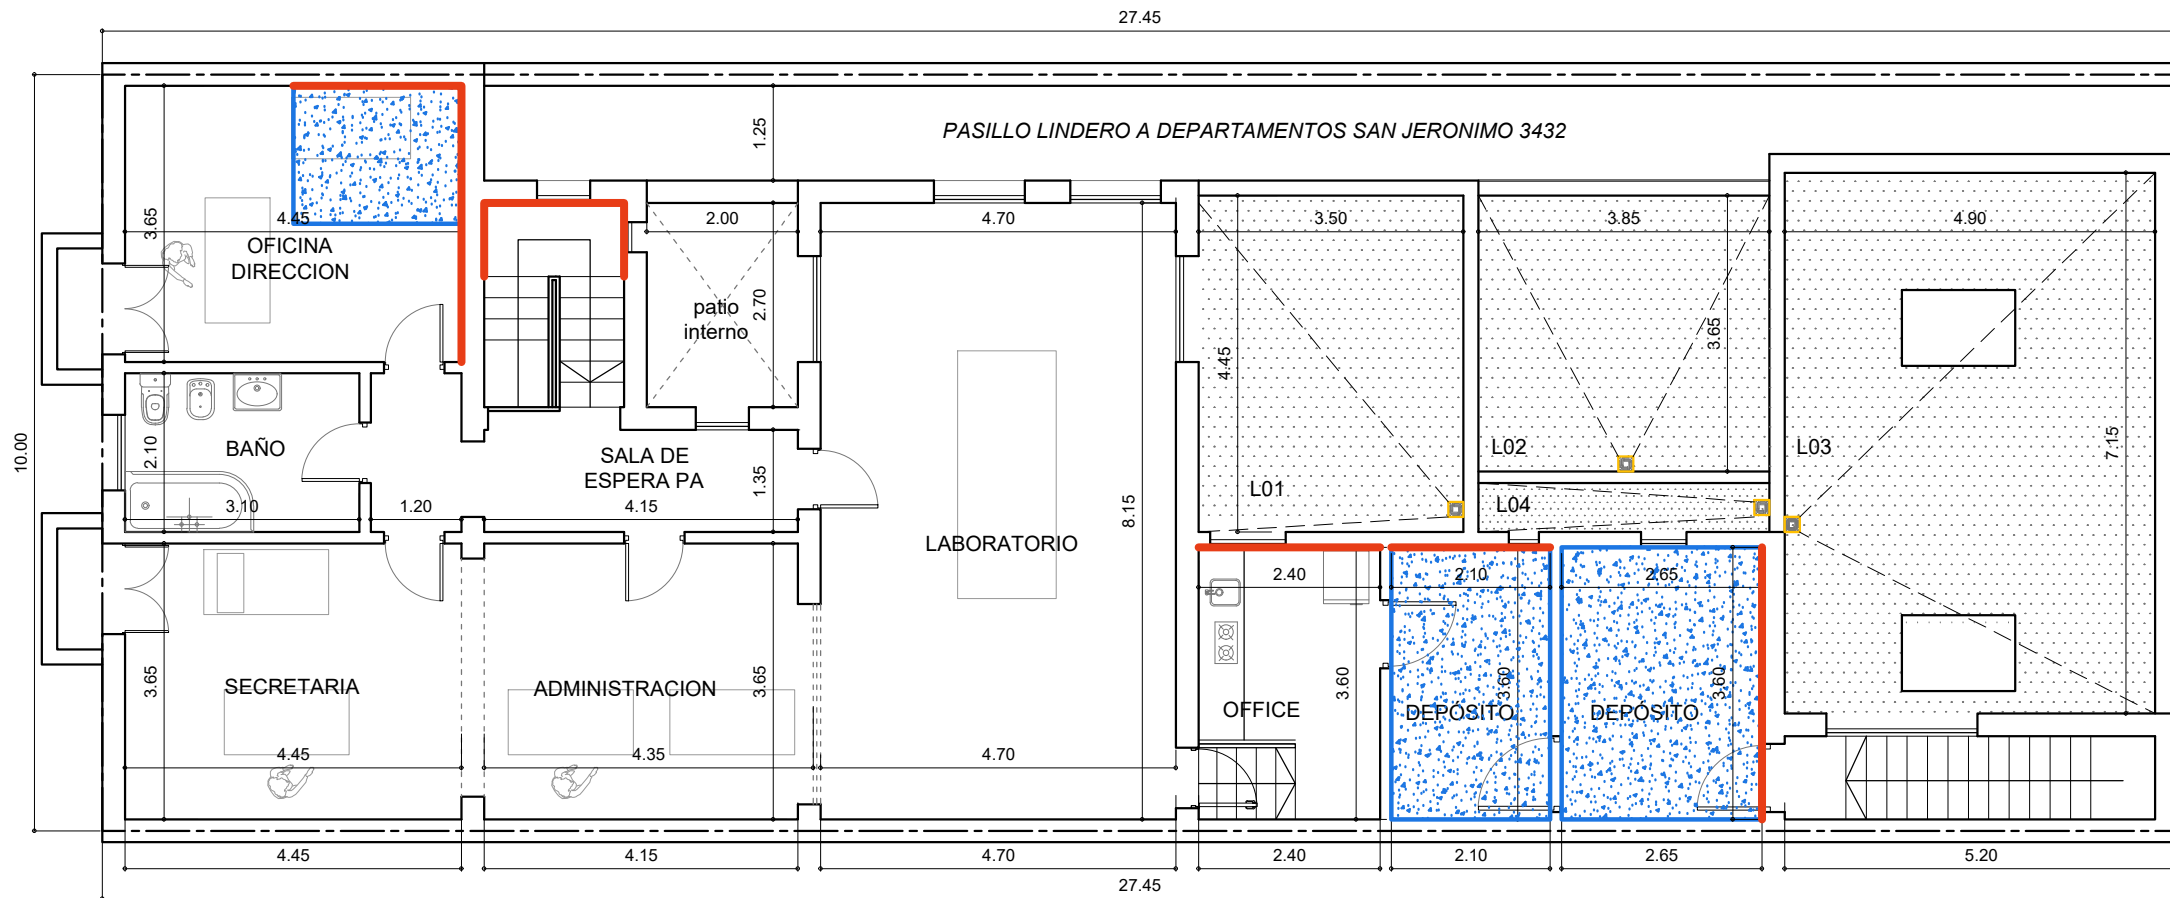 27.45
PASILLO LINDERO A DEPARTAMENTOS SAN JERONIMO 3432
1.25
3.65
4.45
2.00
4.70
3.50
3.85
4.90
OFICINA
DIRECCION
patio
interno
2.70
4.45
3.65
7.15
10.00
2.10
BAÑO
SALA DE
ESPERA PA
1.35
L01
L02
L03
L04
3.10
1.20
4.15
8.15
LABORATORIO
2.40
2.10
2.65
3.65
SECRETARIA
ADMINISTRACION
3.65
OFFICE
3.60
DEPÓSITO
3.60
DEPÓSITO
3.60
4.45
4.35
4.70
4.45
4.15
4.70
2.40
2.10
2.65
5.20
27.45